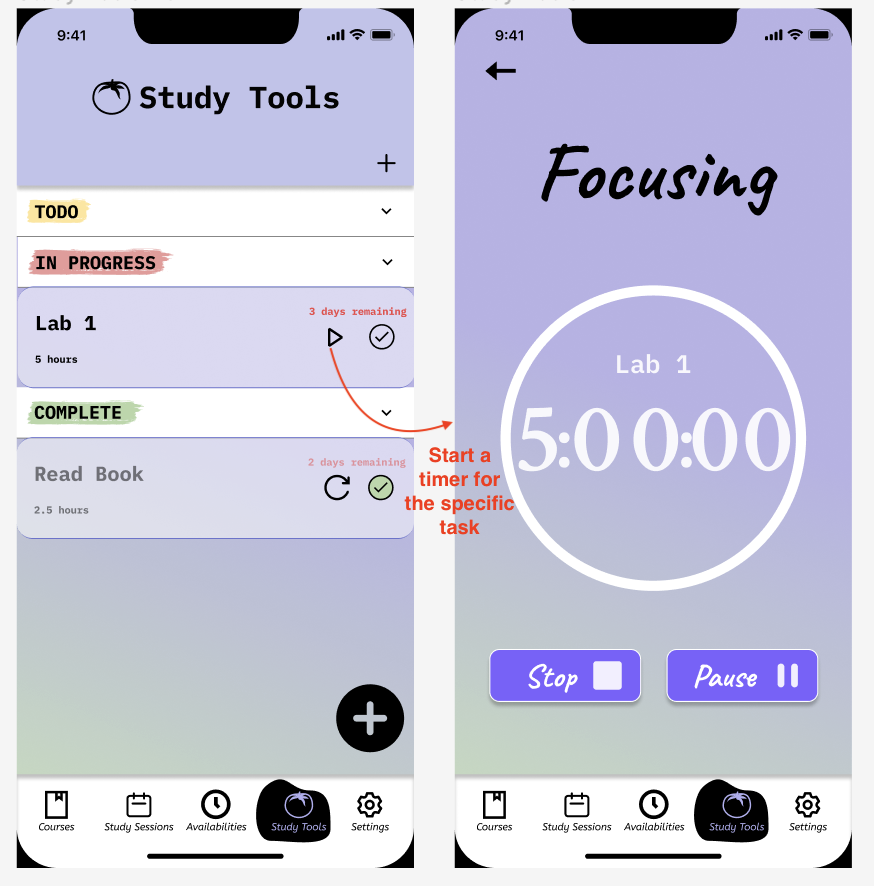 9:41
Study Tools
TODO
IN PROGRESS
3 days remaining
Lab 1
5 hours
COMPLETE
2 days remaining
Read Book
2.5 hours
Courses
Study Sessions
Availabilities
Study Tools
Settings
Start a
timer for
the specific
task
9:41
Focusing
Lab 1
5:00:00
Stop
Pause
Courses
Study Sessions
Availabilities
Study Tools
Settings